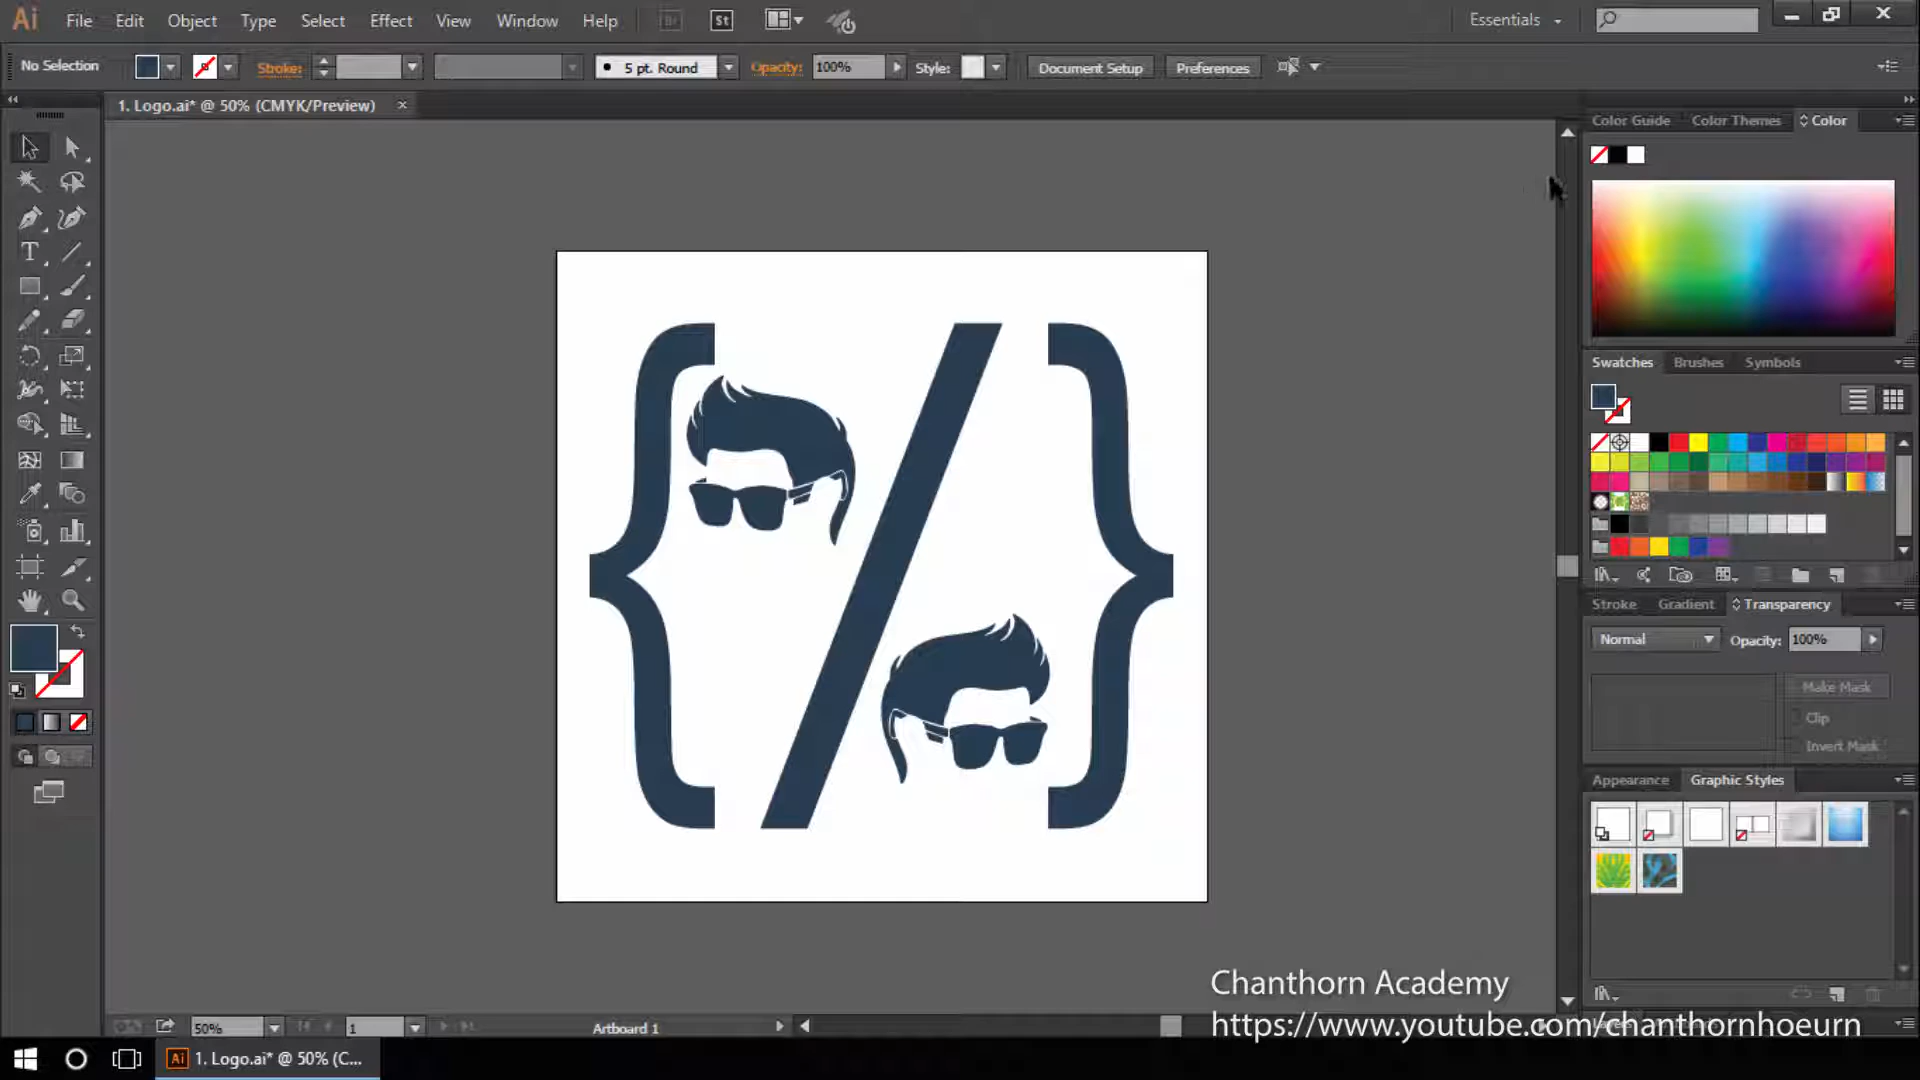 Ai File Edit Object Type Select Effect View Window Help Br St Essentials
No Selection Stroke: 5 pt. Round Opacity: 100% Style: Document Setup Preferences
1. Logo.ai* @ 50% (CMYK/Preview)
Color Guide Color Themes Color
{/}
Swatches Brushes Symbols
T
Stroke Gradient Transparency
Normal Opacity: 100%
Make Mask
Clip
Invert Mask
Appearance Graphic Styles
Chanthorn Academy
https://www.youtube.com/chanthornhoeurn
50% 1 Artboard 1
Ai 1. Logo.ai* @ 50% (C...